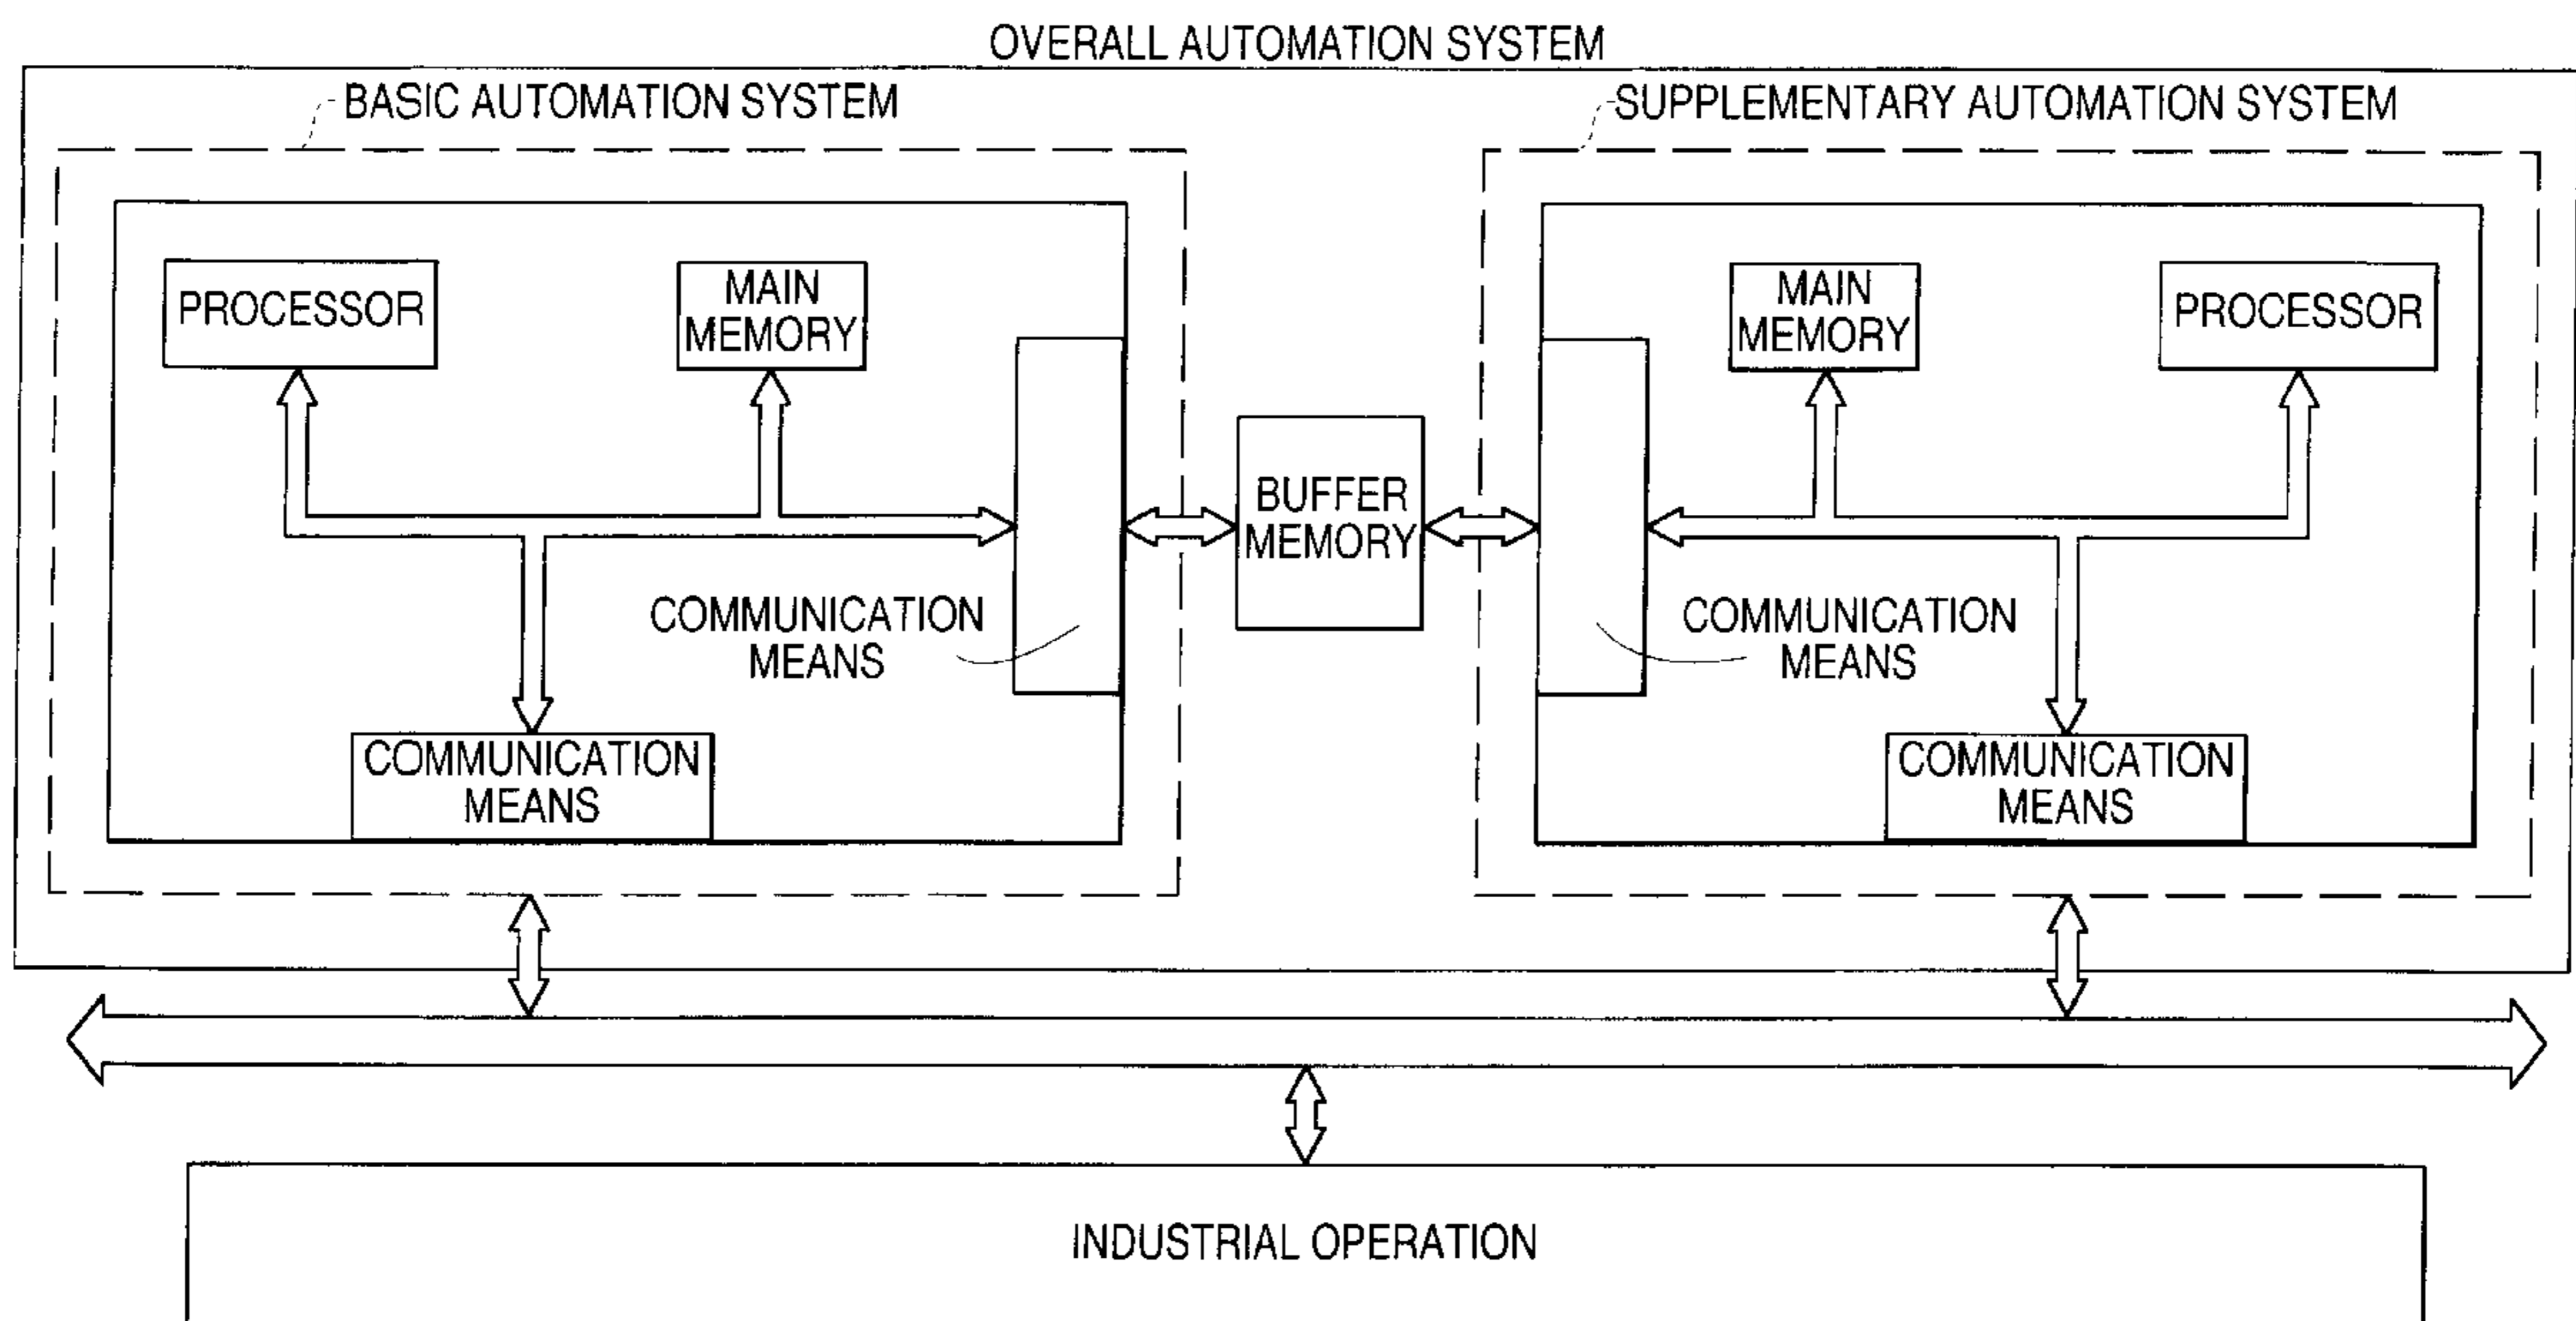 OVERALL AUTOMATION SYSTEM
BASIC AUTOMATION SYSTEM
SUPPLEMENTARY AUTOMATION SYSTEM
PROCESSOR
MAIN
MEMORY
MAIN
MEMORY
PROCESSOR
BUFFER
MEMORY
COMMUNICATION
MEANS
COMMUNICATION
MEANS
COMMUNICATION
MEANS
COMMUNICATION
MEANS
INDUSTRIAL OPERATION